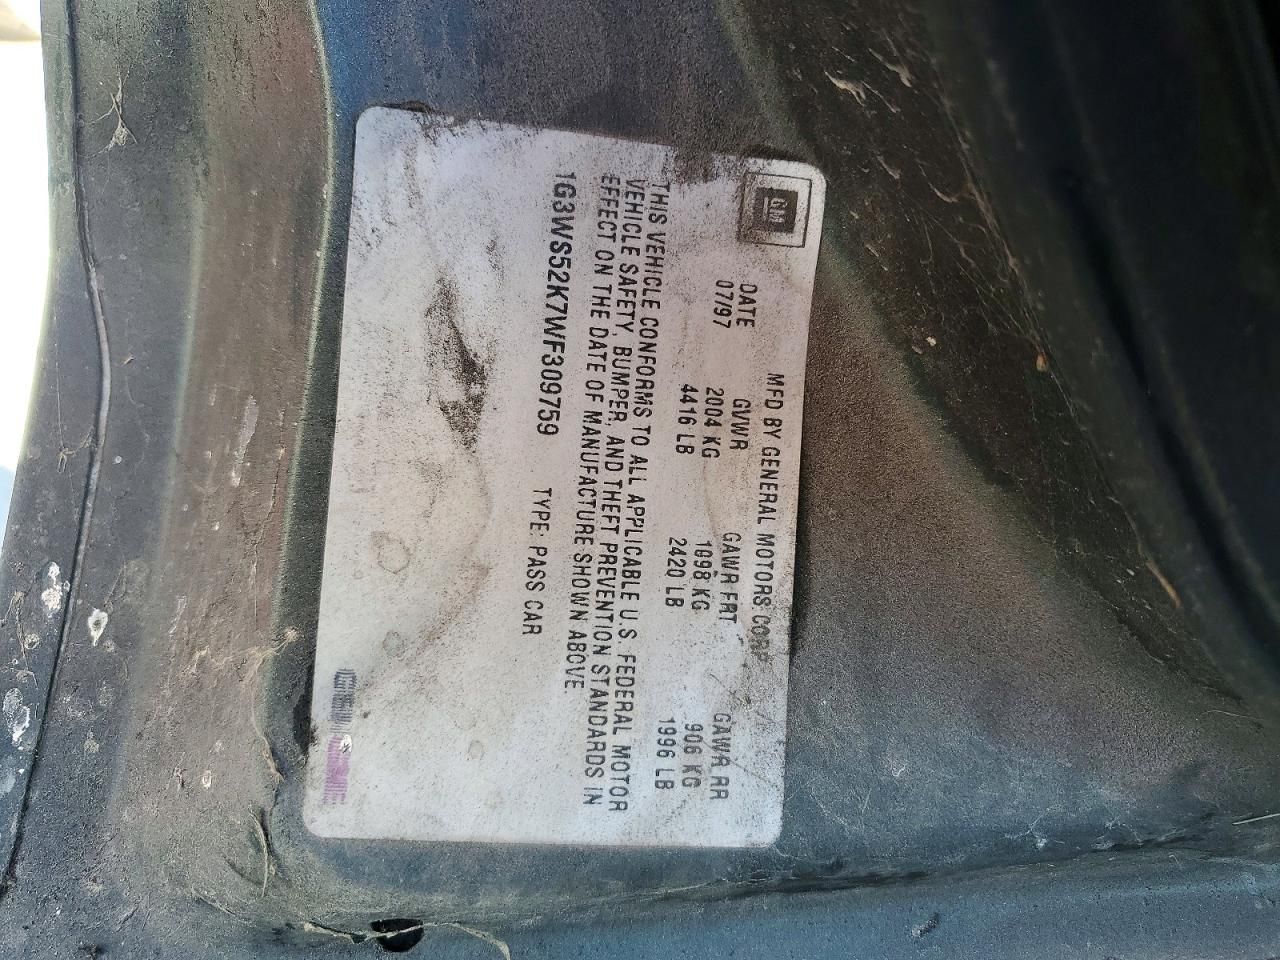 GM
MFD BY GENERAL MOTORS CORP
DATE GVWR GAWR FRT GAWR RR
07/97 2004 KG 1098 KG 906 KG
4416 LB 2420 LB 1996 LB
THIS VEHICLE CONFORMS TO ALL APPLICABLE U.S. FEDERAL MOTOR
VEHICLE SAFETY, BUMPER, AND THEFT PREVENTION STANDARDS IN
EFFECT ON THE DATE OF MANUFACTURE SHOWN ABOVE
1G3WS52K7WF309759 TYPE: PASS CAR